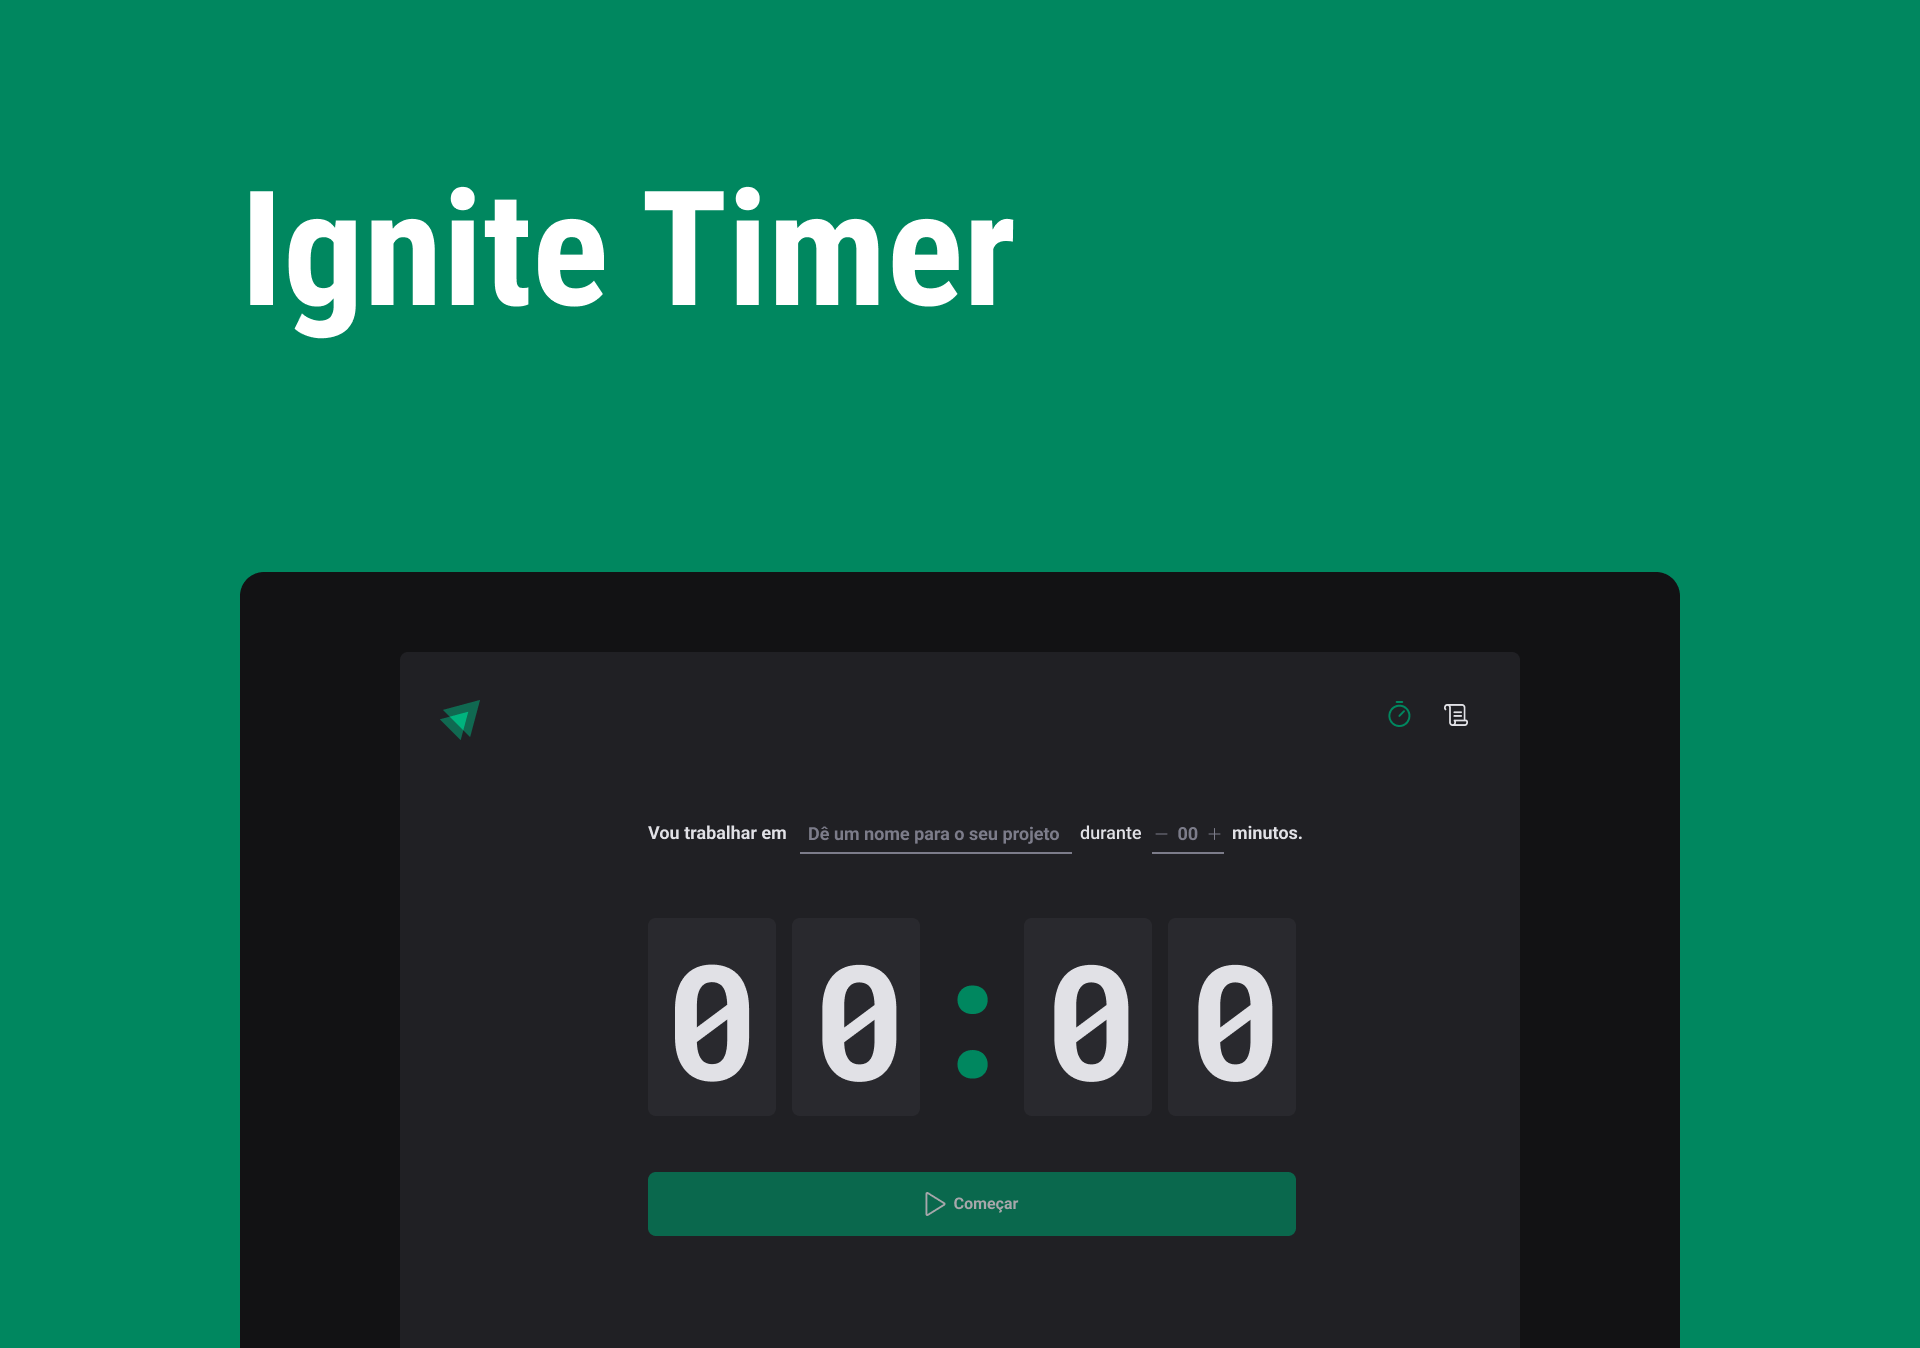 Ignite Timer
Vou trabalhar em Dê um nome para o seu projeto durante − 00 + minutos.
00:00
Começar